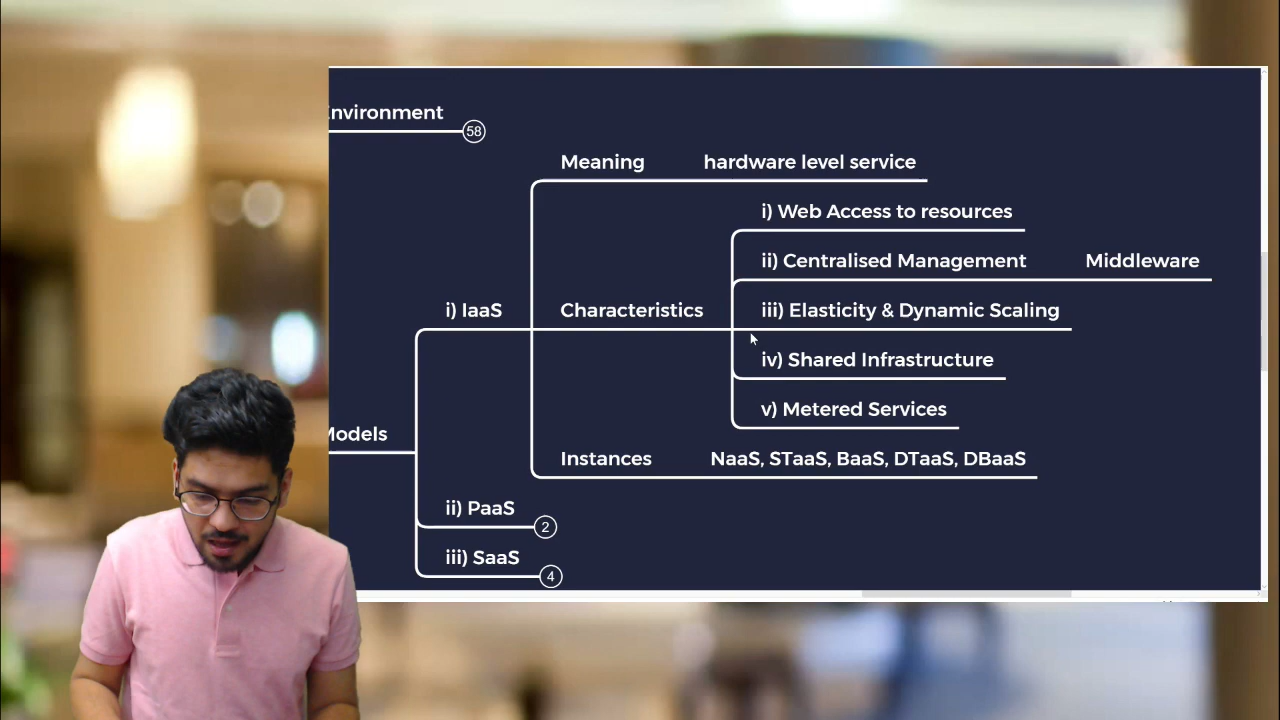 nvironment
58
Meaning hardware level service
i) Web Access to resources
ii) Centralised Management Middleware
i) IaaS Characteristics iii) Elasticity & Dynamic Scaling
iv) Shared Infrastructure
v) Metered Services
Models
Instances NaaS, STaaS, BaaS, DTaaS, DBaaS
ii) PaaS
2
iii) SaaS
4